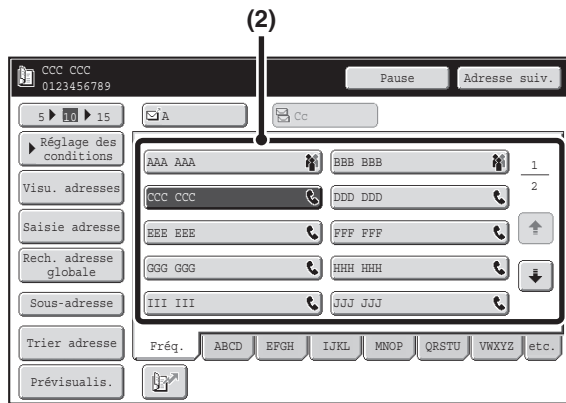 (2)
CCC CCC
0123456789
Pause
Adresse suiv.
5 10 15
A
Cc
Réglage des
conditions
Visu. adresses
Saisie adresse
Rech. adresse
globale
Sous-adresse
Trier adresse
Prévisualis.
AAA AAA
BBB BBB
CCC CCC
DDD DDD
EEE EEE
FFF FFF
GGG GGG
HHH HHH
III III
JJJ JJJ
1
2
Fréq.
ABCD
EFGH
IJKL
MNOP
QRSTU
VWXYZ
etc.